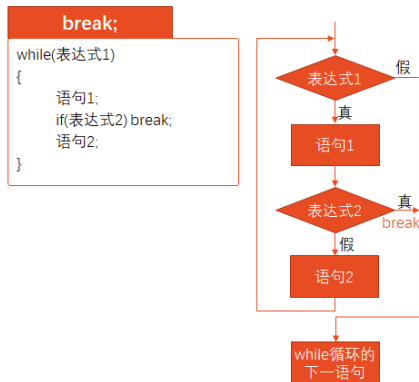 break;
while(表达式1)
{
语句1;
if(表达式2) break;
语句2;
}
表达式1
假
真
语句1
表达式2
真
break
假
语句2
while循环的
下一语句